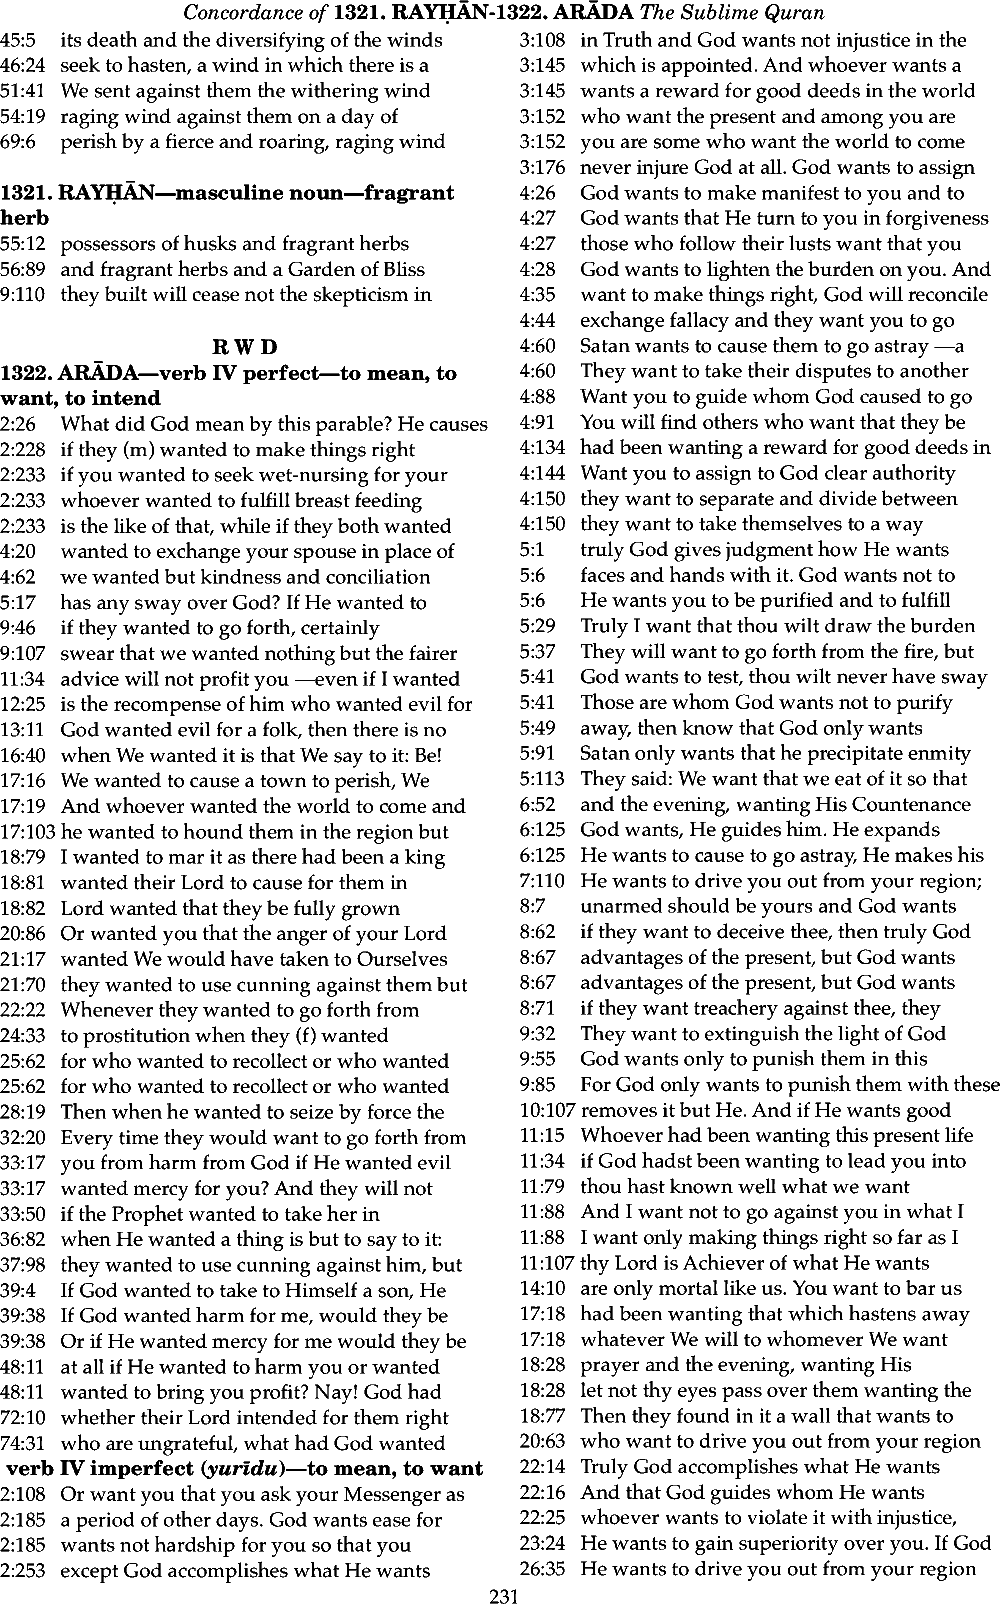 Concordance of 1321. RAYḤĀN-1322. ARĀDA The Sublime Quran
45:5 its death and the diversifying of the winds
46:24 seek to hasten, a wind in which there is a
51:41 We sent against them the withering wind
54:19 raging wind against them on a day of
69:6 perish by a fierce and roaring, raging wind
1321. RAYḤĀN—masculine noun—fragrant
herb
55:12 possessors of husks and fragrant herbs
56:89 and fragrant herbs and a Garden of Bliss
9:110 they built will cease not the skepticism in
R W D
1322. ARĀDA—verb IV perfect—to mean, to
want, to intend
2:26 What did God mean by this parable? He causes
2:228 if they (m) wanted to make things right
2:233 if you wanted to seek wet-nursing for your
2:233 whoever wanted to fulfill breast feeding
2:233 is the like of that, while if they both wanted
4:20 wanted to exchange your spouse in place of
4:62 we wanted but kindness and conciliation
5:17 has any sway over God? If He wanted to
9:46 if they wanted to go forth, certainly
9:107 swear that we wanted nothing but the fairer
11:34 advice will not profit you —even if I wanted
12:25 is the recompense of him who wanted evil for
13:11 God wanted evil for a folk, then there is no
16:40 when We wanted it is that We say to it: Be!
17:16 We wanted to cause a town to perish, We
17:19 And whoever wanted the world to come and
17:103 he wanted to hound them in the region but
18:79 I wanted to mar it as there had been a king
18:81 wanted their Lord to cause for them in
18:82 Lord wanted that they be fully grown
20:86 Or wanted you that the anger of your Lord
21:17 wanted We would have taken to Ourselves
21:70 they wanted to use cunning against them but
22:22 Whenever they wanted to go forth from
24:33 to prostitution when they (f) wanted
25:62 for who wanted to recollect or who wanted
25:62 for who wanted to recollect or who wanted
28:19 Then when he wanted to seize by force the
32:20 Every time they would want to go forth from
33:17 you from harm from God if He wanted evil
33:17 wanted mercy for you? And they will not
33:50 if the Prophet wanted to take her in
36:82 when He wanted a thing is but to say to it:
37:98 they wanted to use cunning against him, but
39:4 If God wanted to take to Himself a son, He
39:38 If God wanted harm for me, would they be
39:38 Or if He wanted mercy for me would they be
48:11 at all if He wanted to harm you or wanted
48:11 wanted to bring you profit? Nay! God had
72:10 whether their Lord intended for them right
74:31 who are ungrateful, what had God wanted
verb IV imperfect (yurīdu)—to mean, to want
2:108 Or want you that you ask your Messenger as
2:185 a period of other days. God wants ease for
2:185 wants not hardship for you so that you
2:253 except God accomplishes what He wants
3:108 in Truth and God wants not injustice in the
3:145 which is appointed. And whoever wants a
3:145 wants a reward for good deeds in the world
3:152 who want the present and among you are
3:152 you are some who want the world to come
3:176 never injure God at all. God wants to assign
4:26 God wants to make manifest to you and to
4:27 God wants that He turn to you in forgiveness
4:27 those who follow their lusts want that you
4:28 God wants to lighten the burden on you. And
4:35 want to make things right, God will reconcile
4:44 exchange fallacy and they want you to go
4:60 Satan wants to cause them to go astray —a
4:60 They want to take their disputes to another
4:88 Want you to guide whom God caused to go
4:91 You will find others who want that they be
4:134 had been wanting a reward for good deeds in
4:144 Want you to assign to God clear authority
4:150 they want to separate and divide between
4:150 they want to take themselves to a way
5:1 truly God gives judgment how He wants
5:6 faces and hands with it. God wants not to
5:6 He wants you to be purified and to fulfill
5:29 Truly I want that thou wilt draw the burden
5:37 They will want to go forth from the fire, but
5:41 God wants to test, thou wilt never have sway
5:41 Those are whom God wants not to purify
5:49 away, then know that God only wants
5:91 Satan only wants that he precipitate enmity
5:113 They said: We want that we eat of it so that
6:52 and the evening, wanting His Countenance
6:125 God wants, He guides him. He expands
6:125 He wants to cause to go astray, He makes his
7:110 He wants to drive you out from your region;
8:7 unarmed should be yours and God wants
8:62 if they want to deceive thee, then truly God
8:67 advantages of the present, but God wants
8:67 advantages of the present, but God wants
8:71 if they want treachery against thee, they
9:32 They want to extinguish the light of God
9:55 God wants only to punish them in this
9:85 For God only wants to punish them with these
10:107 removes it but He. And if He wants good
11:15 Whoever had been wanting this present life
11:34 if God hadst been wanting to lead you into
11:79 thou hast known well what we want
11:88 And I want not to go against you in what I
11:88 I want only making things right so far as I
11:107 thy Lord is Achiever of what He wants
14:10 are only mortal like us. You want to bar us
17:18 had been wanting that which hastens away
17:18 whatever We will to whomever We want
18:28 prayer and the evening, wanting His
18:28 let not thy eyes pass over them wanting the
18:77 Then they found in it a wall that wants to
20:63 who want to drive you out from your region
22:14 Truly God accomplishes what He wants
22:16 And that God guides whom He wants
22:25 whoever wants to violate it with injustice,
23:24 He wants to gain superiority over you. If God
26:35 He wants to drive you out from your region
231